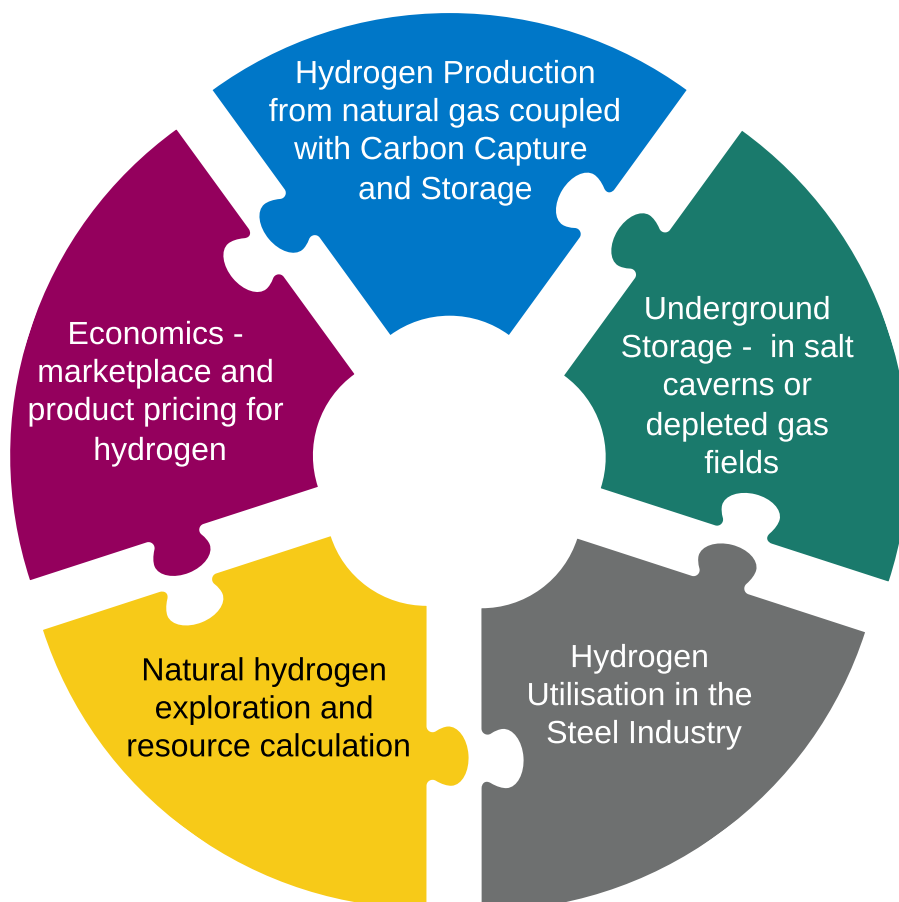 Hydrogen Production
from natural gas coupled
with Carbon Capture
and Storage
Underground
Storage -  in salt
caverns or
depleted gas
fields
Hydrogen
Utilisation in the
Steel Industry
Natural hydrogen
exploration and
resource calculation
Economics -
marketplace and
product pricing for
hydrogen